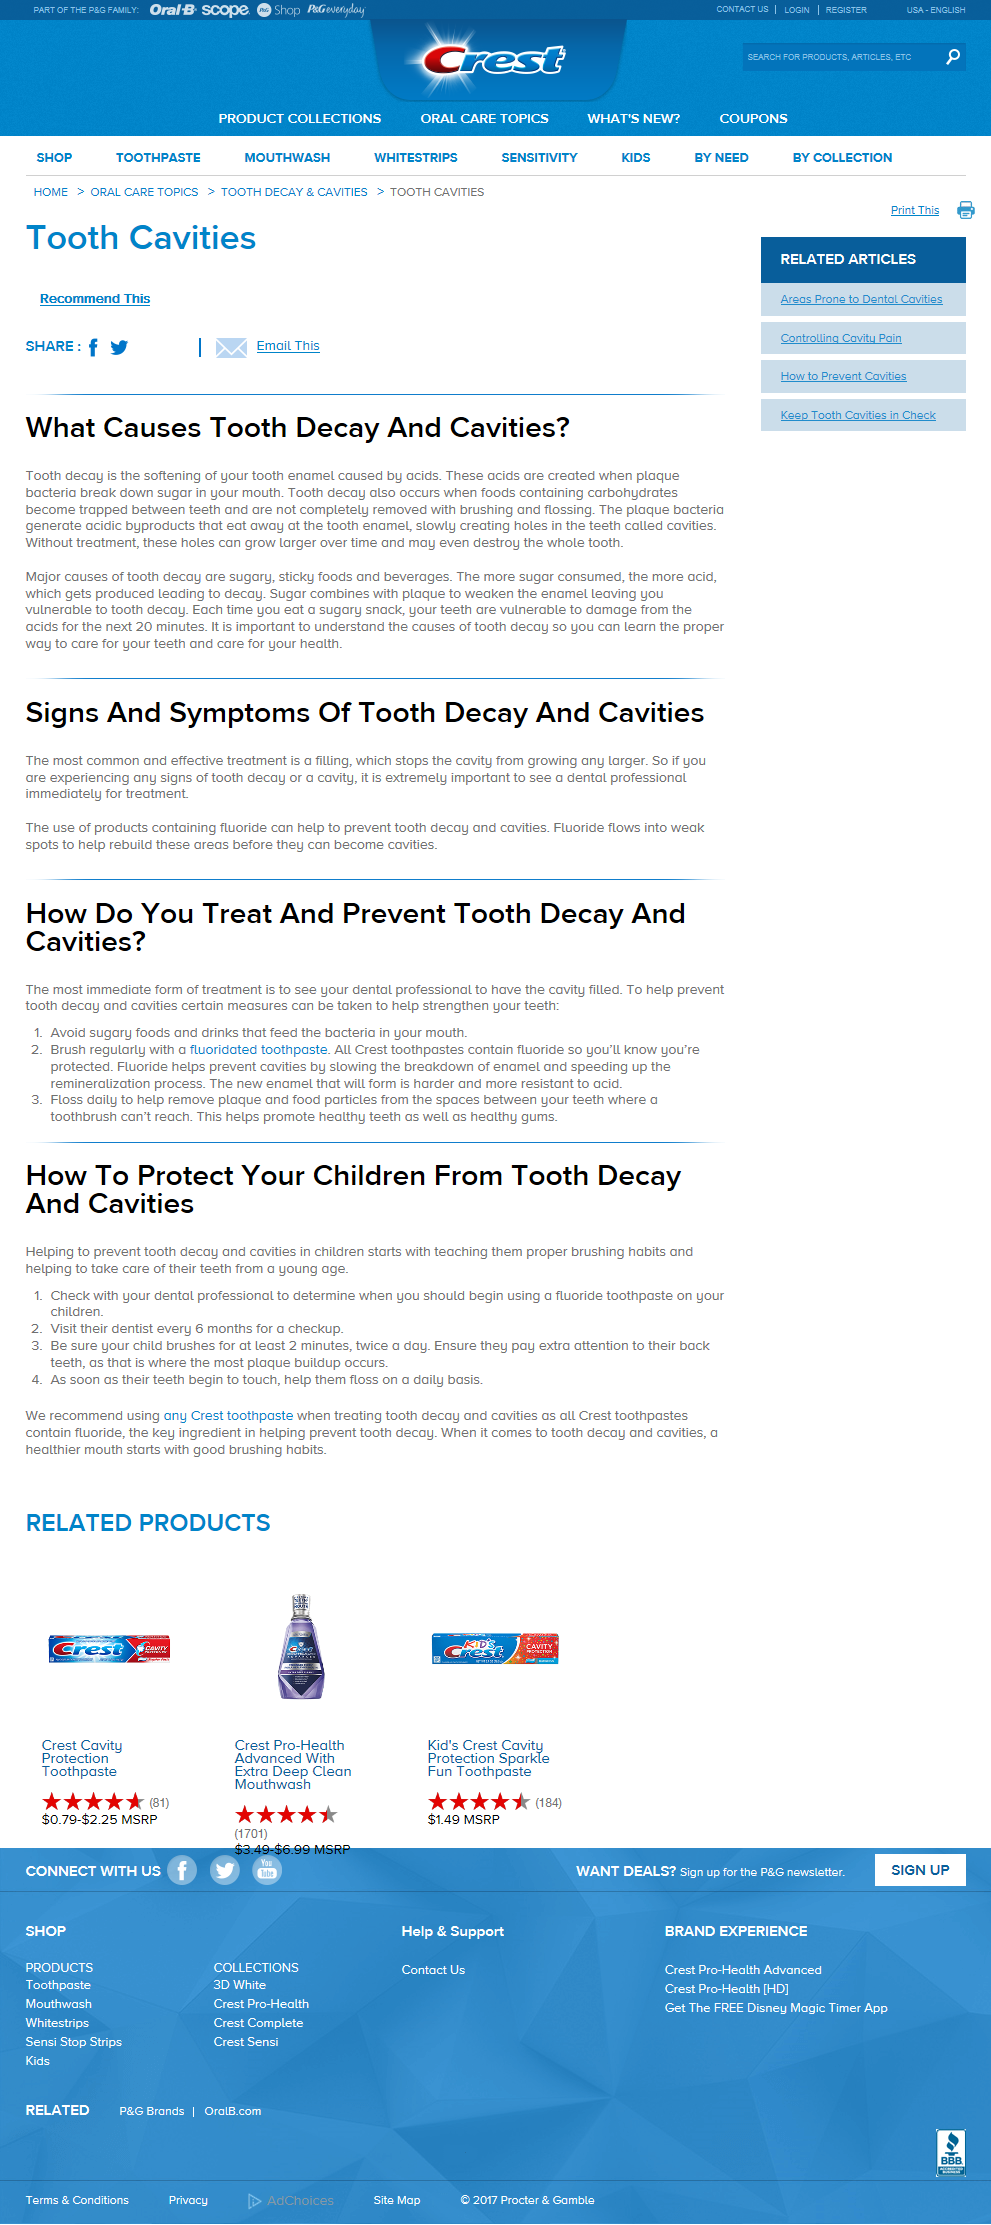 PART OF THE P&G FAMILY: Oral-B scope P&G Shop P&G everyday
CONTACT US | LOGIN | REGISTER USA - ENGLISH
Crest
SEARCH FOR PRODUCTS, ARTICLES, ETC
PRODUCT COLLECTIONS ORAL CARE TOPICS WHAT'S NEW? COUPONS
SHOP TOOTHPASTE MOUTHWASH WHITESTRIPS SENSITIVITY KIDS BY NEED BY COLLECTION
HOME > ORAL CARE TOPICS > TOOTH DECAY & CAVITIES > TOOTH CAVITIES
Print This
Tooth Cavities
Recommend This
SHARE :
Email This
RELATED ARTICLES
Areas Prone to Dental Cavities
Controlling Cavity Pain
How to Prevent Cavities
Keep Tooth Cavities in Check
What Causes Tooth Decay And Cavities?
Tooth decay is the softening of your tooth enamel caused by acids. These acids are created when plaque
bacteria break down sugar in your mouth. Tooth decay also occurs when foods containing carbohydrates
become trapped between teeth and are not completely removed with brushing and flossing. The plaque bacteria
generate acidic byproducts that eat away at the tooth enamel, slowly creating holes in the teeth called cavities.
Without treatment, these holes can grow larger over time and may even destroy the whole tooth.
Major causes of tooth decay are sugary, sticky foods and beverages. The more sugar consumed, the more acid,
which gets produced leading to decay. Sugar combines with plaque to weaken the enamel leaving you
vulnerable to tooth decay. Each time you eat a sugary snack, your teeth are vulnerable to damage from the
acids for the next 20 minutes. It is important to understand the causes of tooth decay so you can learn the proper
way to care for your teeth and care for your health.
Signs And Symptoms Of Tooth Decay And Cavities
The most common and effective treatment is a filling, which stops the cavity from growing any larger. So if you
are experiencing any signs of tooth decay or a cavity, it is extremely important to see a dental professional
immediately for treatment.
The use of products containing fluoride can help to prevent tooth decay and cavities. Fluoride flows into weak
spots to help rebuild these areas before they can become cavities.
How Do You Treat And Prevent Tooth Decay And
Cavities?
The most immediate form of treatment is to see your dental professional to have the cavity filled. To help prevent
tooth decay and cavities certain measures can be taken to help strengthen your teeth:
1. Avoid sugary foods and drinks that feed the bacteria in your mouth.
2. Brush regularly with a fluoridated toothpaste. All Crest toothpastes contain fluoride so you'll know you're
protected. Fluoride helps prevent cavities by slowing the breakdown of enamel and speeding up the
remineralization process. The new enamel that will form is harder and more resistant to acid.
3. Floss daily to help remove plaque and food particles from the spaces between your teeth where a
toothbrush can't reach. This helps promote healthy teeth as well as healthy gums.
How To Protect Your Children From Tooth Decay
And Cavities
Helping to prevent tooth decay and cavities in children starts with teaching them proper brushing habits and
helping to take care of their teeth from a young age.
1. Check with your dental professional to determine when you should begin using a fluoride toothpaste on your
children.
2. Visit their dentist every 6 months for a checkup.
3. Be sure your child brushes for at least 2 minutes, twice a day. Ensure they pay extra attention to their back
teeth, as that is where the most plaque buildup occurs.
4. As soon as their teeth begin to touch, help them floss on a daily basis.
We recommend using any Crest toothpaste when treating tooth decay and cavities as all Crest toothpastes
contain fluoride, the key ingredient in helping prevent tooth decay. When it comes to tooth decay and cavities, a
healthier mouth starts with good brushing habits.
RELATED PRODUCTS
Crest CAVITY
Crest
KID'S Crest CAVITY
Crest Cavity
Protection
Toothpaste
(81)
$0.79-$2.25 MSRP
Crest Pro-Health
Advanced With
Extra Deep Clean
Mouthwash
(1701)
$3.49-$6.99 MSRP
Kid's Crest Cavity
Protection Sparkle
Fun Toothpaste
(184)
$1.49 MSRP
CONNECT WITH US You Tube
WANT DEALS? Sign up for the P&G newsletter. SIGN UP
SHOP
PRODUCTS
Toothpaste
Mouthwash
Whitestrips
Sensi Stop Strips
Kids
COLLECTIONS
3D White
Crest Pro-Health
Crest Complete
Crest Sensi
Help & Support
Contact Us
BRAND EXPERIENCE
Crest Pro-Health Advanced
Crest Pro-Health [HD]
Get The FREE Disney Magic Timer App
RELATED P&G Brands | OralB.com
BBB
Terms & Conditions Privacy AdChoices Site Map © 2017 Procter & Gamble